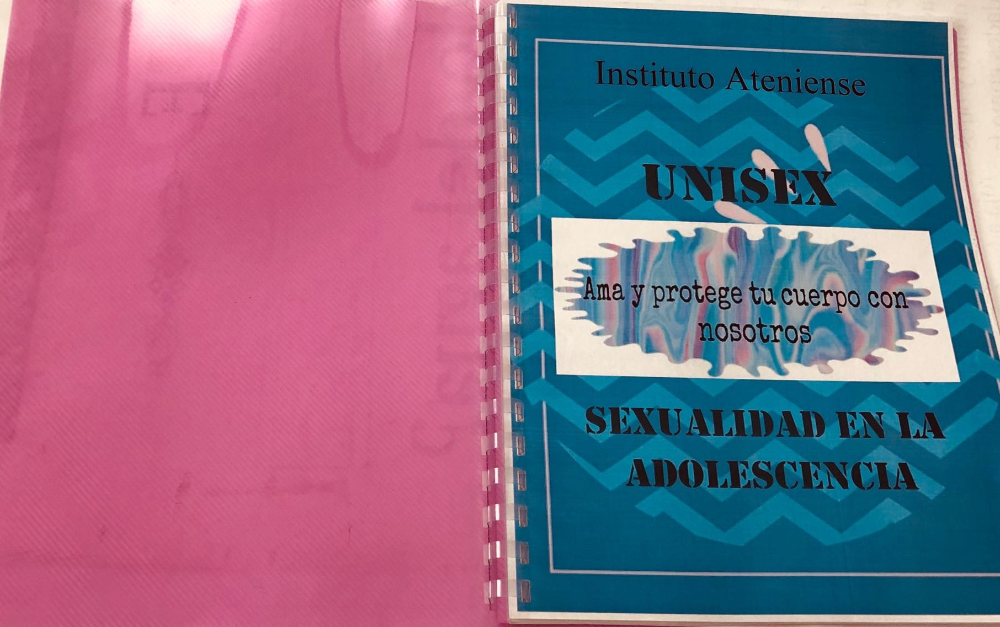 Instituto Ateniense
UNISEX
Ama y protege tu cuerpo con
nosotros
SEXUALIDAD EN LA
ADOLESCENCIA